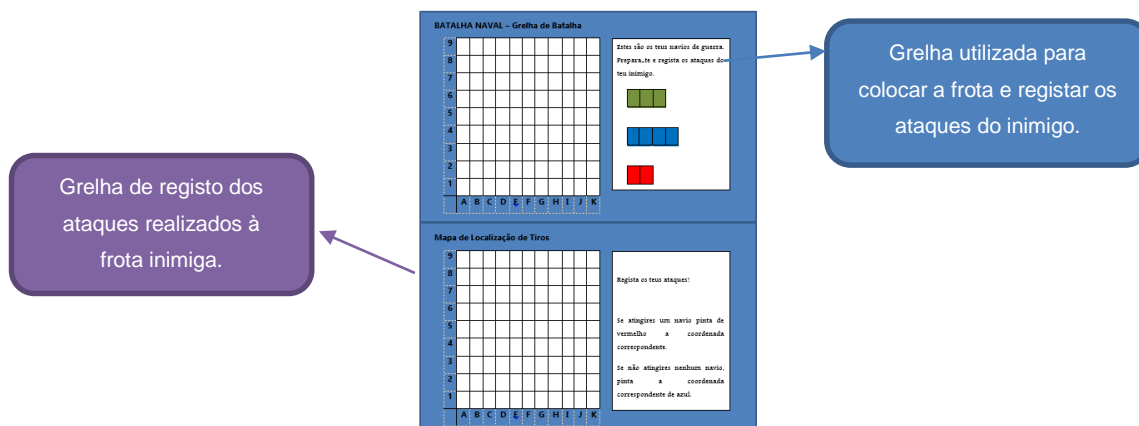 BATALHA NAVAL – Grelha de Batalha
9
8
7
6
5
4
3
2
1
A B C D E F G H I J K
Estes são os teus navios de guerra.
Prepara_te e regista os ataques do
teu inimigo.
Grelha utilizada para
colocar a frota e registar os
ataques do inimigo.
Grelha de registo dos
ataques realizados à
frota inimiga.
Mapa de Localização de Tiros
9
8
7
6
5
4
3
2
1
A B C D E F G H I J K
Regista os teus ataques!
Se atingires um navio pinta de
vermelho a coordenada
correspondente.
Se não atingires nenhum navio,
pinta a coordenada
correspondente de azul.